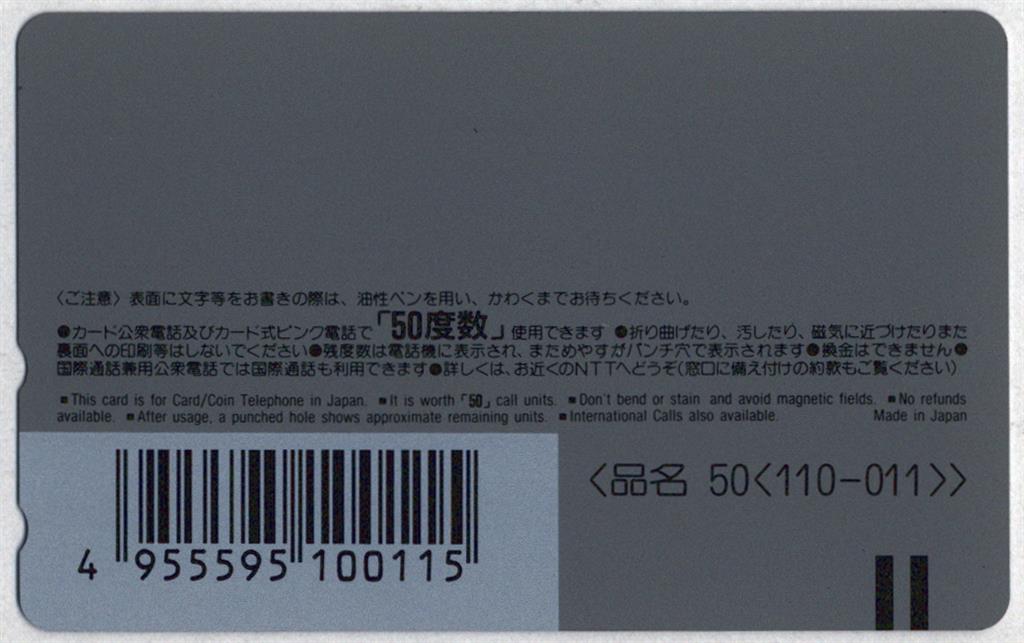 〈ご注意〉表面に文字等をお書きの際は、油性ペンを用い、かわくまでお待ちください。
●カード公衆電話及びカード式ピンク電話で「50度数」使用できます ●折り曲げたり、汚したり、磁気に近づけたりまた
裏面への印刷等はしないでください●残度数は電話機に表示され、まためやすがパンチ穴で表示されます●換金はできません●
国際通話兼用公衆電話では国際通話も利用できます●詳しくは、お近くのNTTへどうぞ(窓口に備え付けの約款もご覧ください)
■This card is for Card/Coin Telephone in Japan. ■It is worth「50」call units. ■Don't bend or stain and avoid magnetic fields. ■No refunds
available. ■After usage, a punched hole shows approximate remaining units. ■International Calls also available. Made in Japan
〈品名 50〈110-011〉〉
4 955595 100115